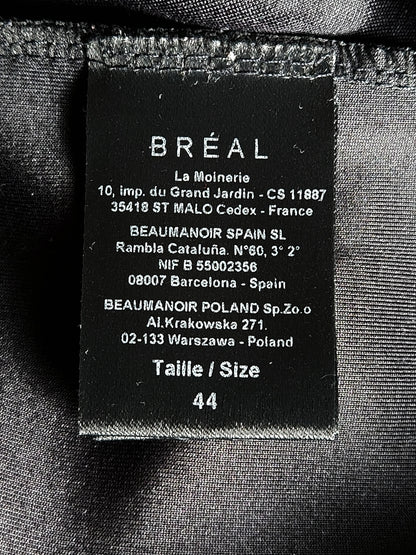 BRÉAL
La Moinerie
10, imp. du Grand Jardin - CS 11887
35418 ST MALO Cedex - France
BEAUMANOIR SPAIN SL
Rambla Cataluña. N°60, 3° 2°
NIF B 55002356
08007 Barcelona - Spain
BEAUMANOIR POLAND Sp.Zo.o
Al.Krakowska 271.
02-133 Warszawa - Poland
Taille / Size
44